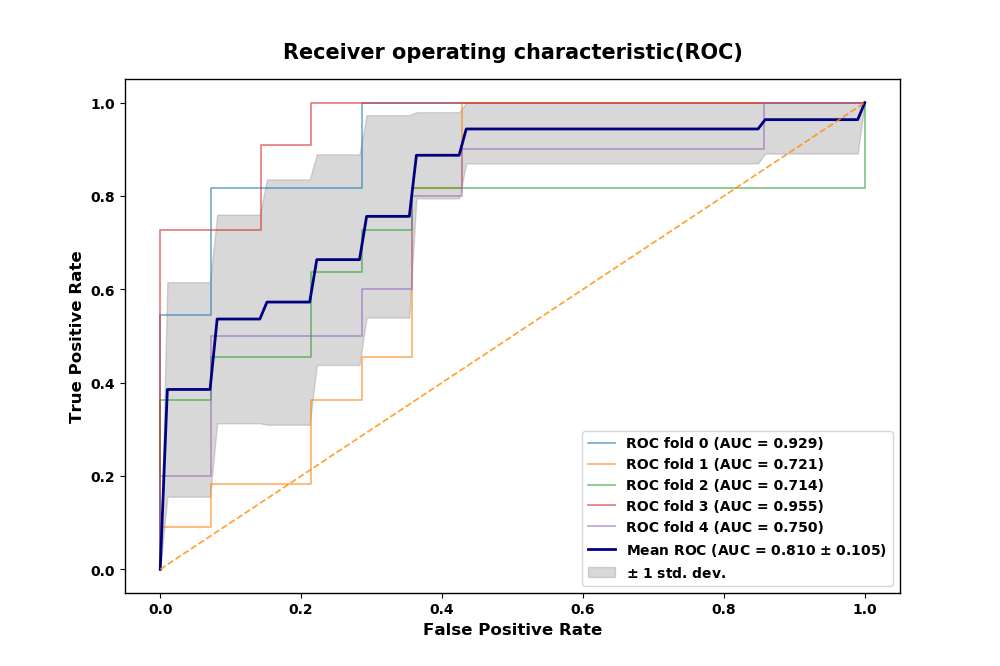 Receiver operating characteristic(ROC)
1.0
0.8
0.6
0.4
0.2
0.0
True Positive Rate
ROC fold 0 (AUC = 0.929)
ROC fold 1 (AUC = 0.721)
ROC fold 2 (AUC = 0.714)
ROC fold 3 (AUC = 0.955)
ROC fold 4 (AUC = 0.750)
Mean ROC (AUC = 0.810 ± 0.105)
± 1 std. dev.
0.0 0.2 0.4 0.6 0.8 1.0
False Positive Rate